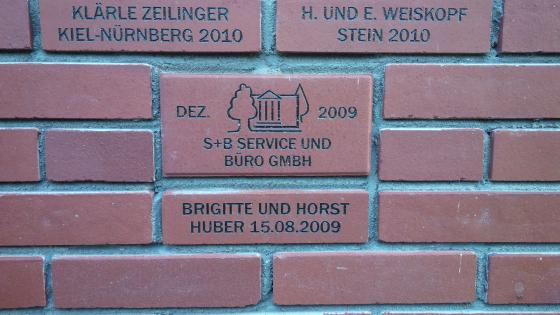 KLÄRLE ZEILINGER
KIEL-NÜRNBERG 2010
H. UND E. WEISKOPF
STEIN 2010
DEZ. 2009
S+B SERVICE UND
BÜRO GMBH
BRIGITTE UND HORST
HUBER 15.08.2009